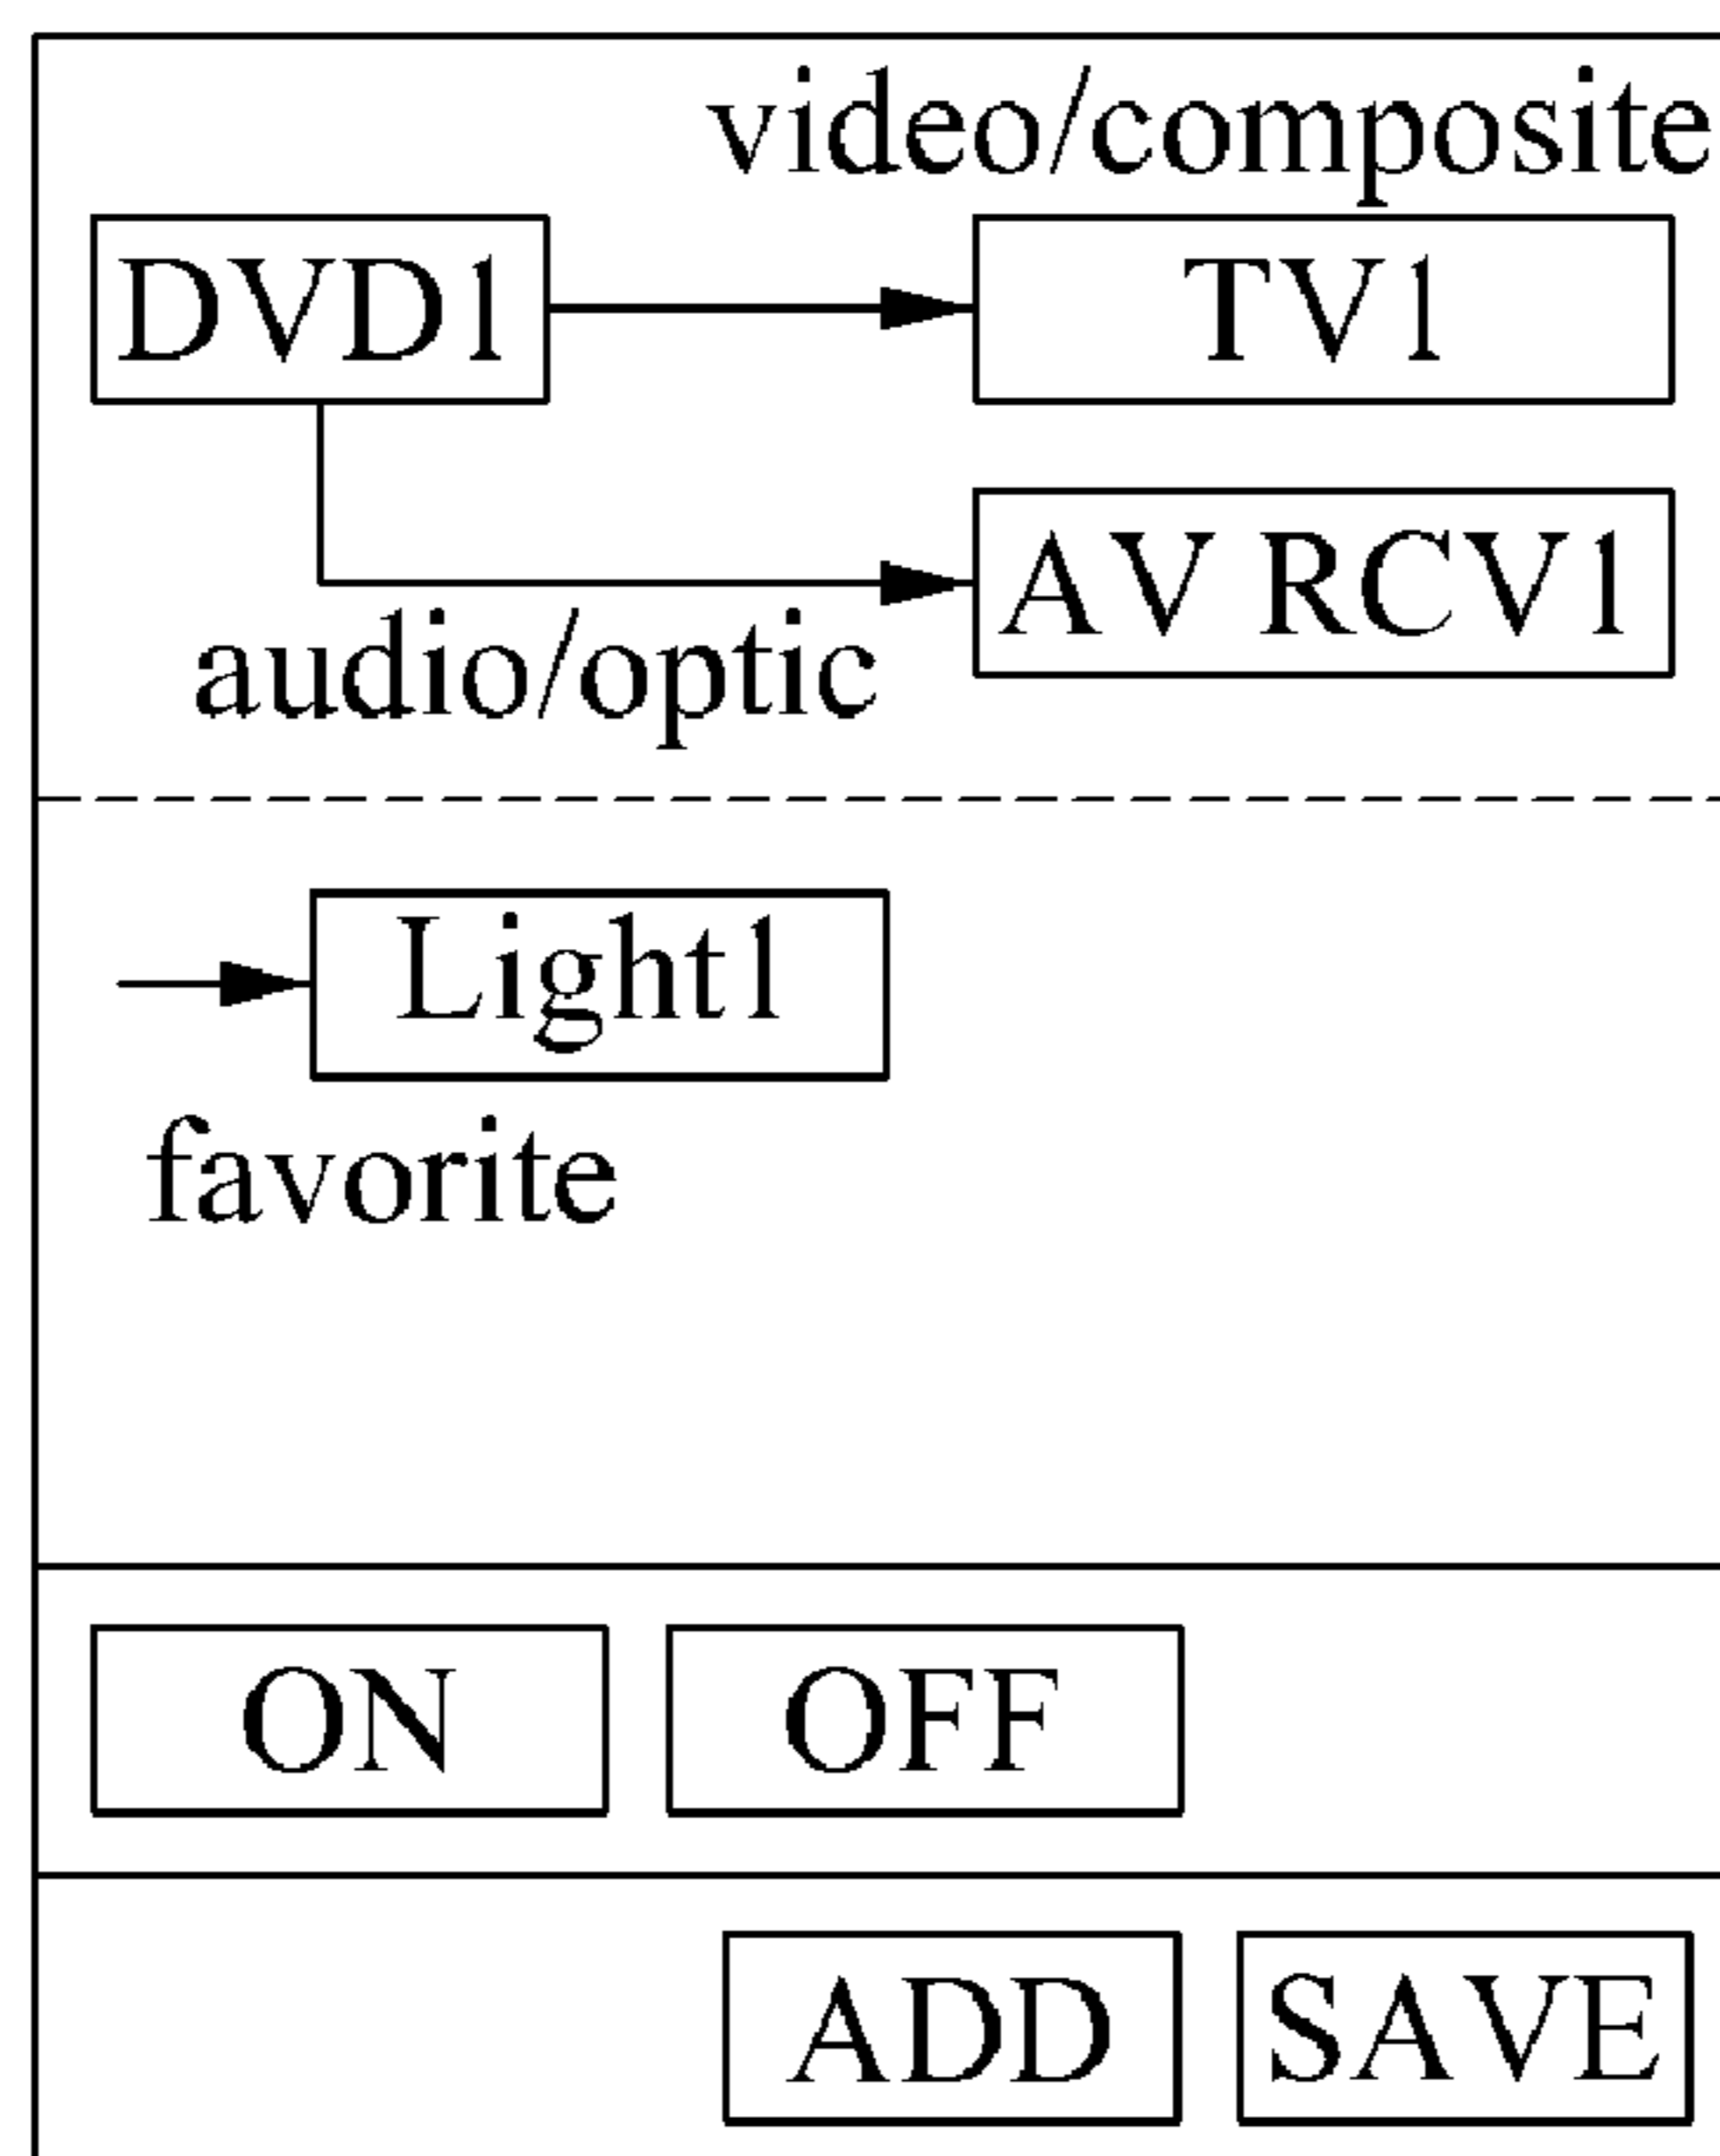 video/composite
DVD1
TV1
AV RCV1
audio/optic
Light1
favorite
ON
OFF
ADD
SAVE